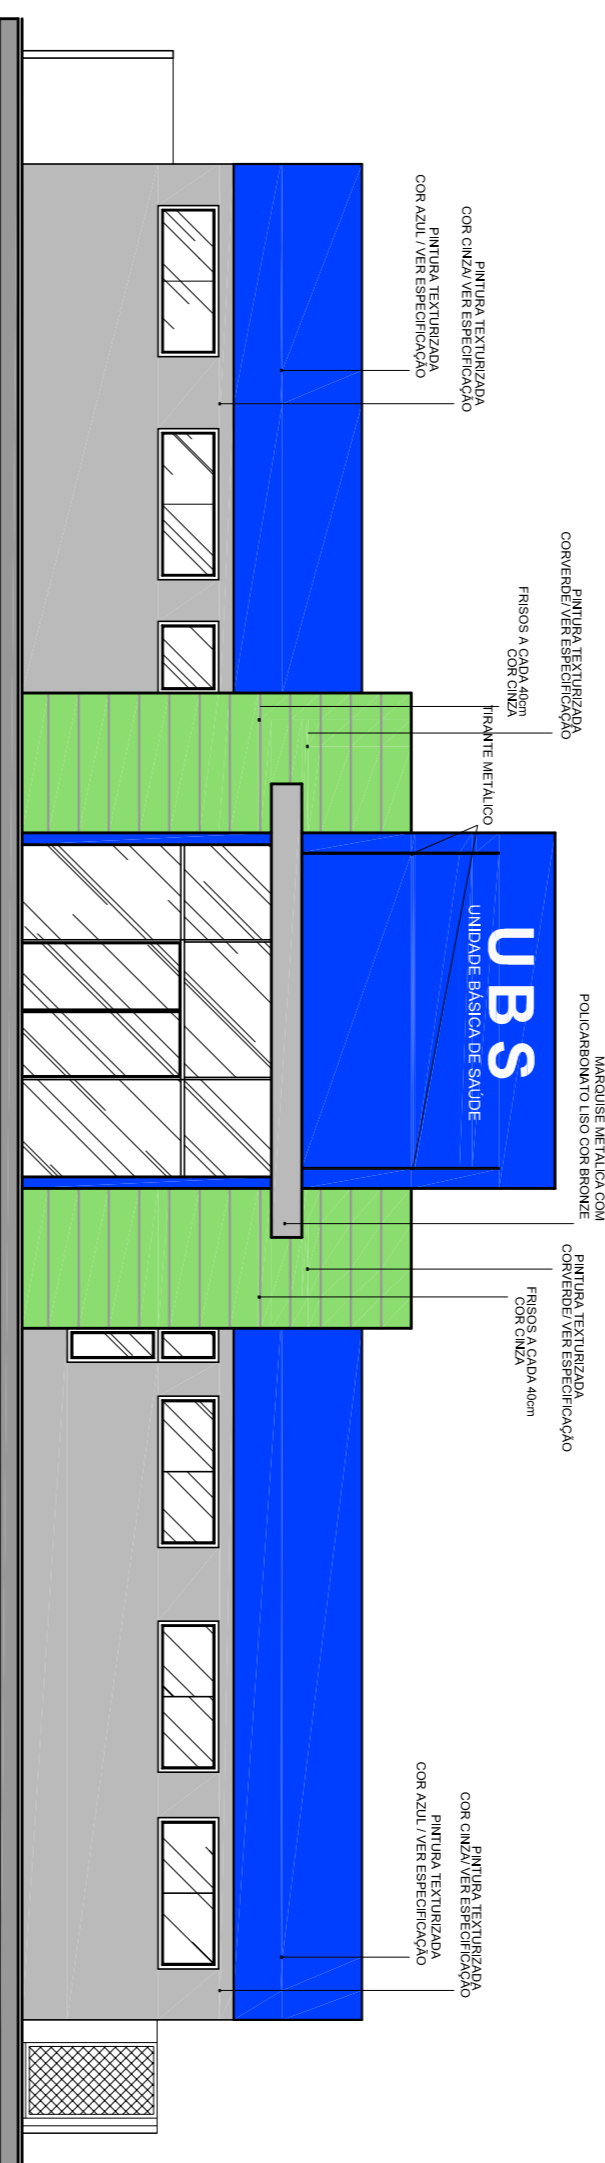 PINTURA TEXTURIZADA
COR CINZA/ VER ESPECIFICAÇÃO
PINTURA TEXTURIZADA
COR AZUL / VER ESPECIFICAÇÃO
PINTURA TEXTURIZADA
CORVERDE/ VER ESPECIFICAÇÃO
FRISOS A CADA 40cm
COR CINZA
TIRANTE METÁLICO
UBS
UNIDADE BÁSICA DE SAÚDE
MARQUISE METALICA COM
POLICARBONATO LISO COR BRONZE
PINTURA TEXTURIZADA
CORVERDE/ VER ESPECIFICAÇÃO
FRISOS A CADA 40cm
COR CINZA
PINTURA TEXTURIZADA
COR CINZA/ VER ESPECIFICAÇÃO
PINTURA TEXTURIZADA
COR AZUL / VER ESPECIFICAÇÃO